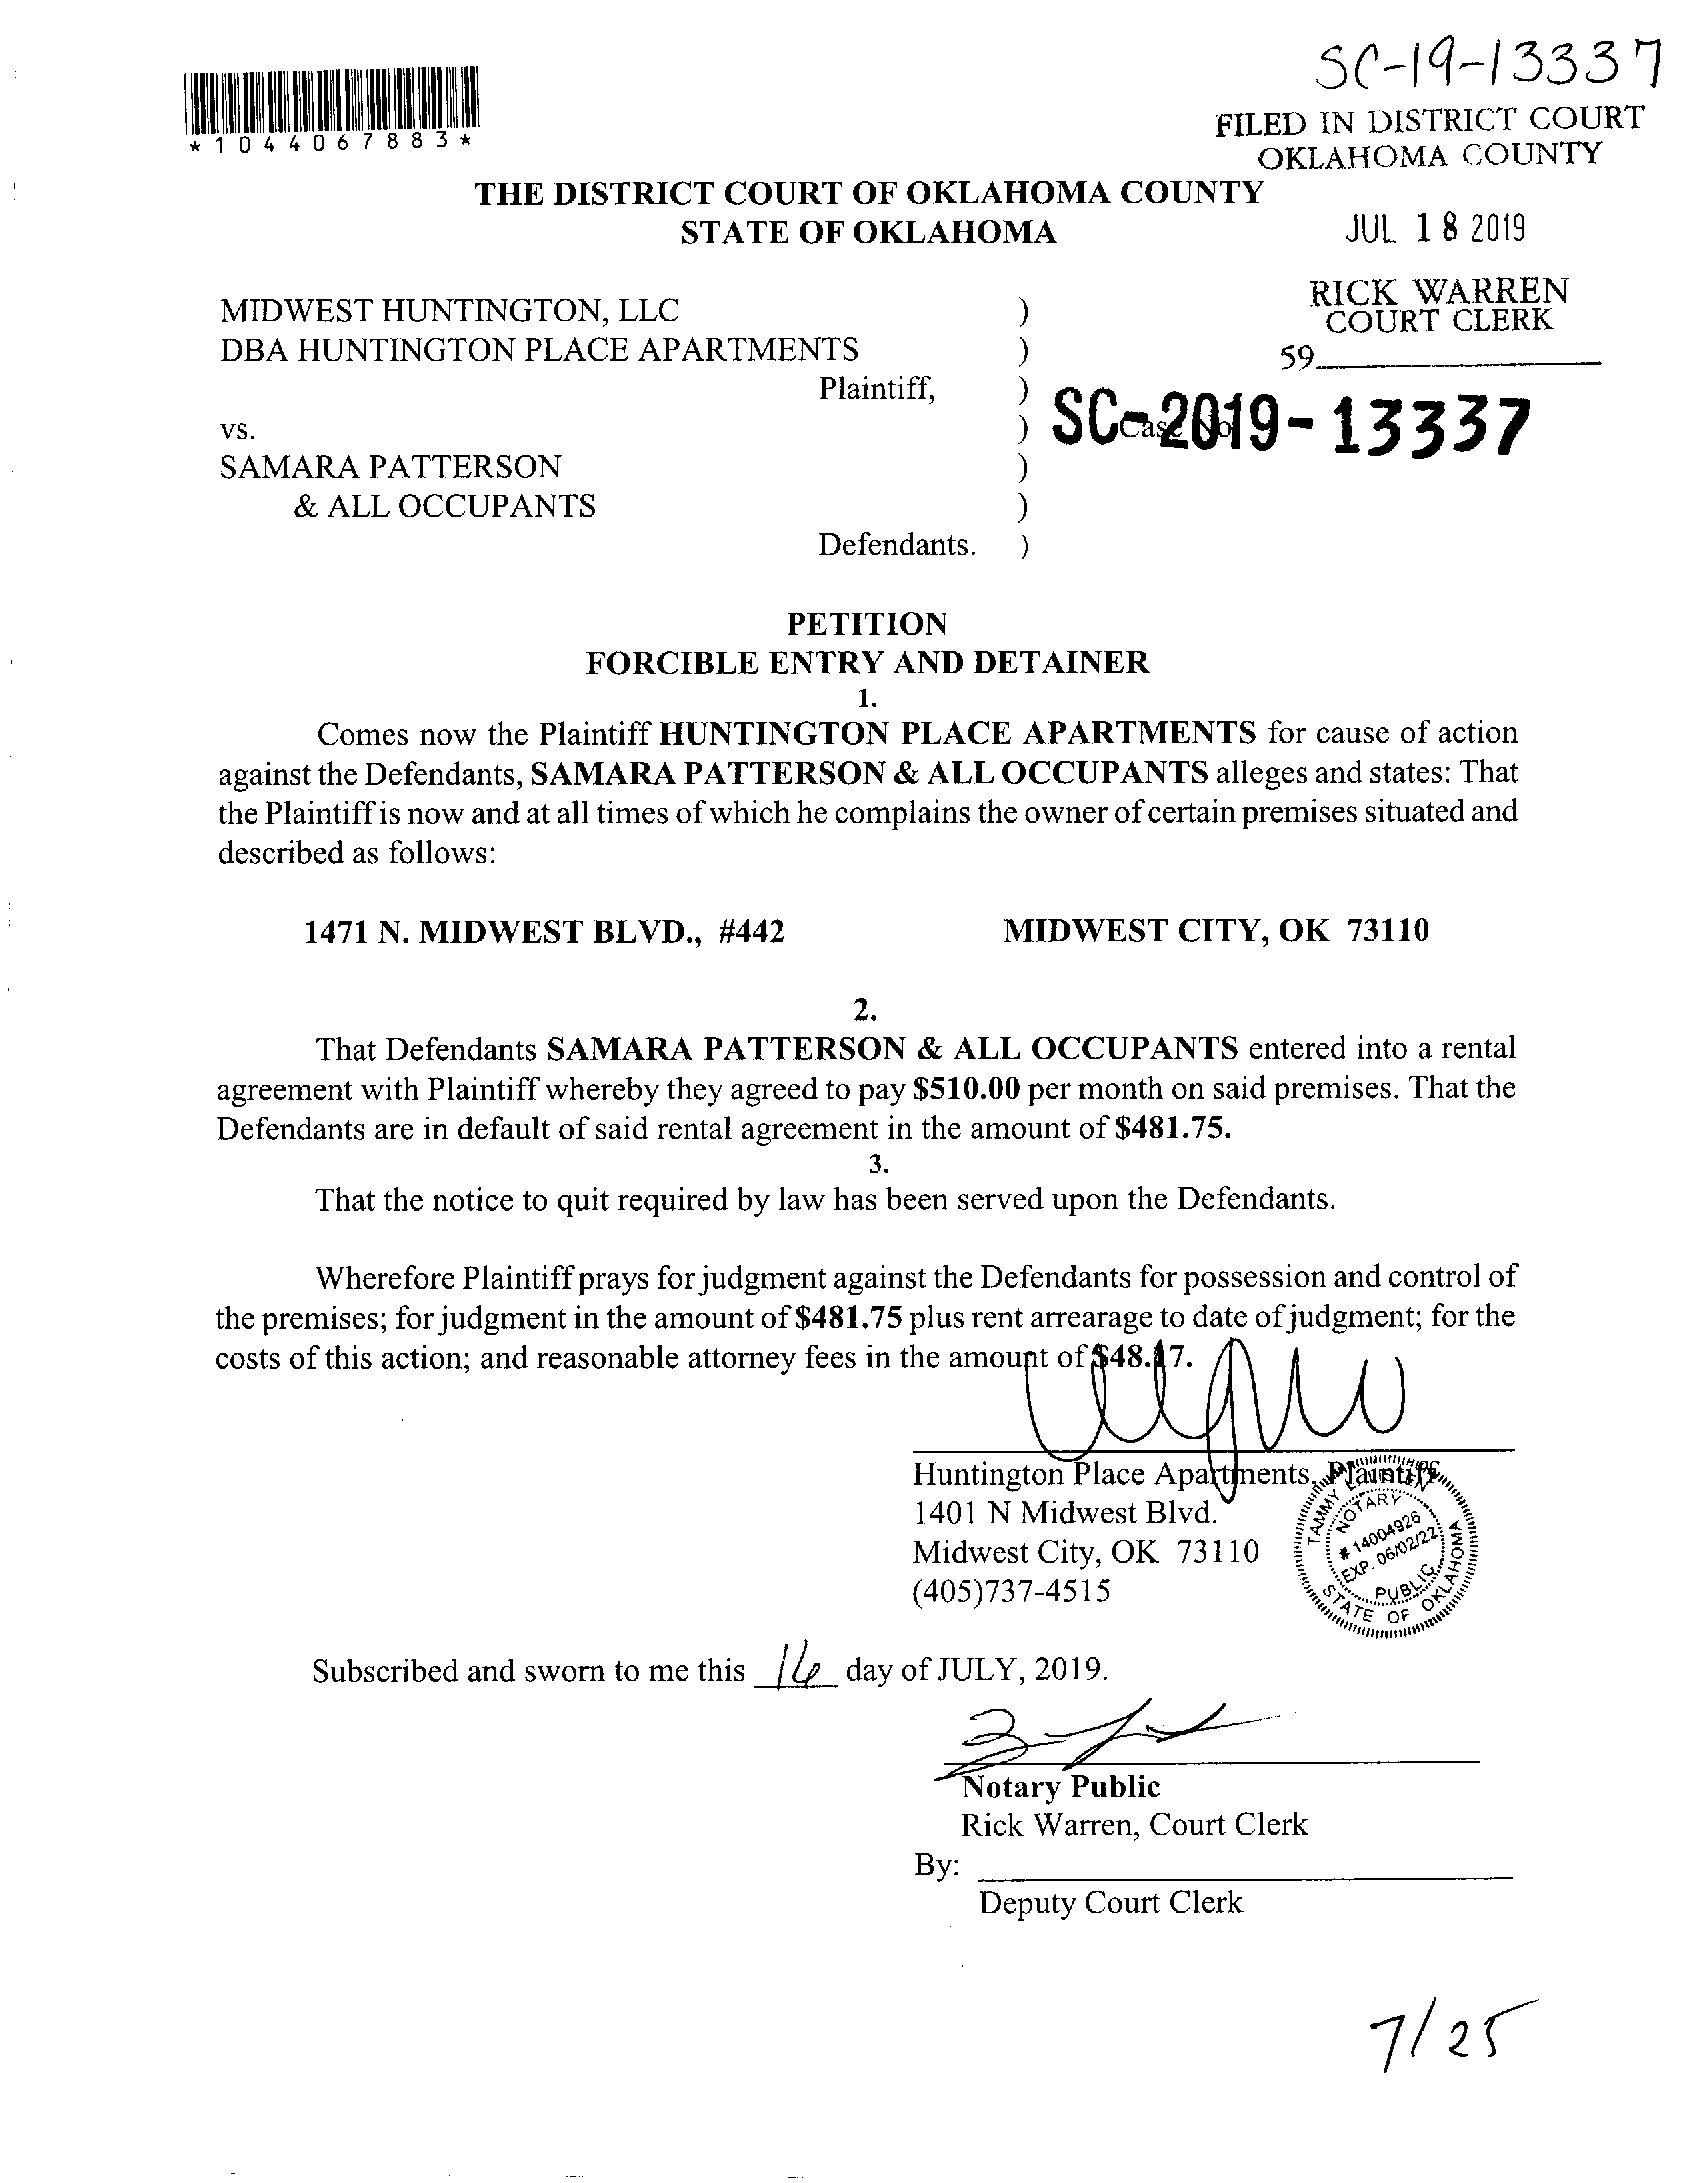 SC-19-13337
*1044067883*
FILED IN DISTRICT COURT
OKLAHOMA COUNTY
THE DISTRICT COURT OF OKLAHOMA COUNTY
STATE OF OKLAHOMA
JUL 18 2019
RICK WARREN
COURT CLERK
59
MIDWEST HUNTINGTON, LLC )
DBA HUNTINGTON PLACE APARTMENTS )
Plaintiff, )
vs. ) Case No
SC-2019-13337
SAMARA PATTERSON )
& ALL OCCUPANTS )
Defendants. )
PETITION
FORCIBLE ENTRY AND DETAINER
1.
Comes now the Plaintiff HUNTINGTON PLACE APARTMENTS for cause of action
against the Defendants, SAMARA PATTERSON & ALL OCCUPANTS alleges and states: That
the Plaintiff is now and at all times of which he complains the owner of certain premises situated and
described as follows:
1471 N. MIDWEST BLVD., #442 MIDWEST CITY, OK 73110
2.
That Defendants SAMARA PATTERSON & ALL OCCUPANTS entered into a rental
agreement with Plaintiff whereby they agreed to pay $510.00 per month on said premises. That the
Defendants are in default of said rental agreement in the amount of $481.75.
3.
That the notice to quit required by law has been served upon the Defendants.
Wherefore Plaintiff prays for judgment against the Defendants for possession and control of
the premises; for judgment in the amount of $481.75 plus rent arrearage to date of judgment; for the
costs of this action; and reasonable attorney fees in the amount of $48.17.
Huntington Place Apartments, Plaintiff
1401 N Midwest Blvd.
Midwest City, OK 73110
(405)737-4515
TAMMY
NOTARY
# 14004926
EXP. 06/02/22
PUBLIC
STATE OF OKLAHOMA
Subscribed and sworn to me this 16 day of JULY, 2019.
Notary Public
Rick Warren, Court Clerk
By:
Deputy Court Clerk
7/25